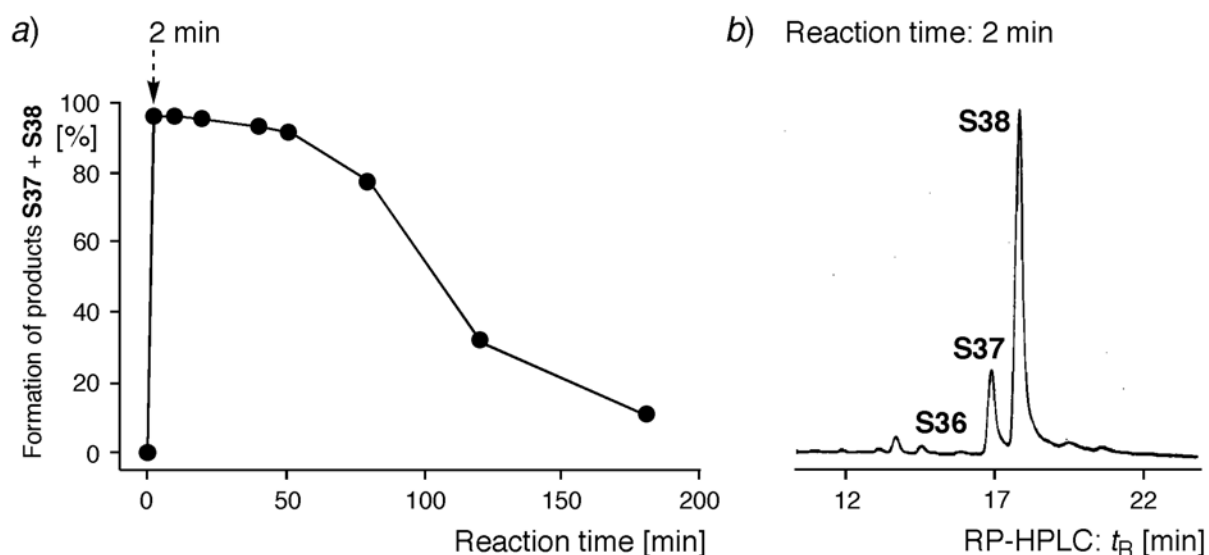 a) 2 min
Formation of products S37 + S38
[%]
100
80
60
40
20
0
0 50 100 150 200
Reaction time [min]
b) Reaction time: 2 min
S38
S37
S36
12 17 22
RP-HPLC: tR [min]